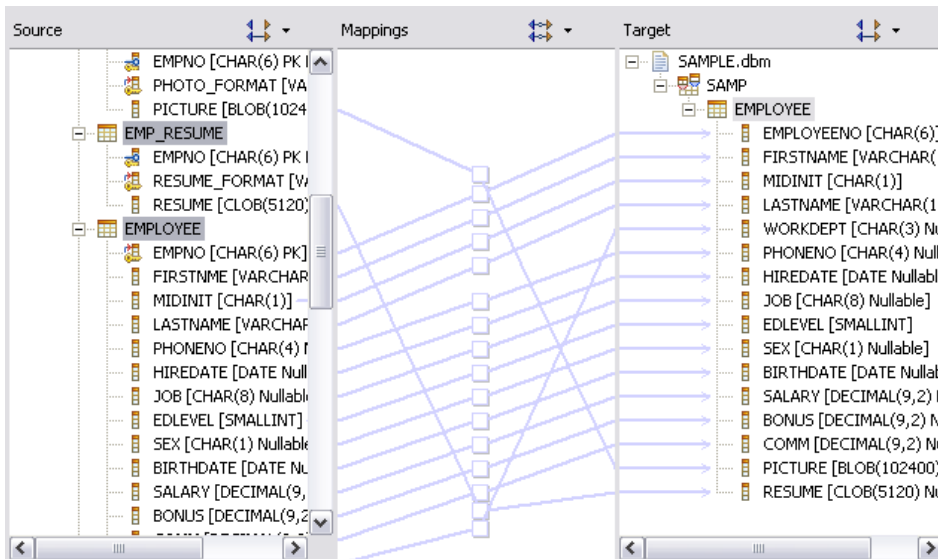 Source
EMPNO [CHAR(6) PK
PHOTO_FORMAT [VA
PICTURE [BLOB(1024
EMP_RESUME
EMPNO [CHAR(6) PK
RESUME_FORMAT [VA
RESUME [CLOB(5120)
EMPLOYEE
EMPNO [CHAR(6) PK]
FIRSTNME [VARCHAR
MIDINIT [CHAR(1)]
LASTNAME [VARCHAR
PHONENO [CHAR(4)
HIREDATE [DATE Null
JOB [CHAR(8) Nullable
EDLEVEL [SMALLINT]
SEX [CHAR(1) Nullable
BIRTHDATE [DATE Nu
SALARY [DECIMAL(9,
BONUS [DECIMAL(9,2
Mappings
Target
SAMPLE.dbm
SAMP
EMPLOYEE
EMPLOYEENO [CHAR(6)]
FIRSTNAME [VARCHAR(
MIDINIT [CHAR(1)]
LASTNAME [VARCHAR(1
WORKDEPT [CHAR(3) Nu
PHONENO [CHAR(4) Null
HIREDATE [DATE Nullabl
JOB [CHAR(8) Nullable]
EDLEVEL [SMALLINT]
SEX [CHAR(1) Nullable]
BIRTHDATE [DATE Nullab
SALARY [DECIMAL(9,2)
BONUS [DECIMAL(9,2) N
COMM [DECIMAL(9,2) Nu
PICTURE [BLOB(102400)
RESUME [CLOB(5120) Nu